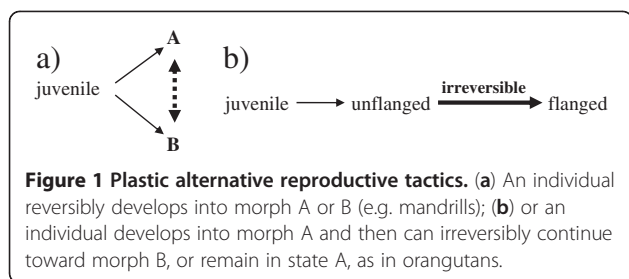 a)
A
juvenile
B
b)
juvenile unflanged irreversible flanged
Figure 1 Plastic alternative reproductive tactics. (a) An individual
reversibly develops into morph A or B (e.g. mandrills); (b) or an
individual develops into morph A and then can irreversibly continue
toward morph B, or remain in state A, as in orangutans.